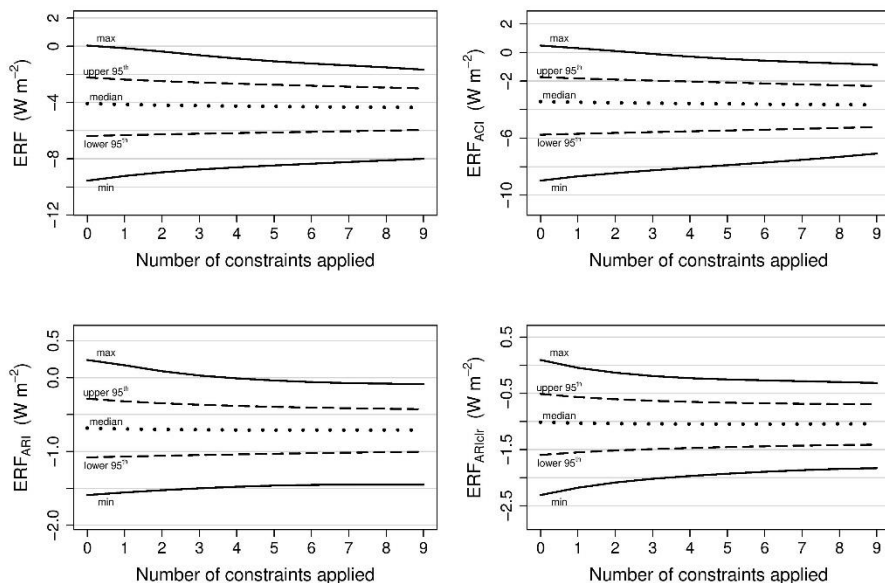 ERF (W m⁻²)
2
0
−4
−8
−12
max
upper 95th
median
lower 95th
min
0 1 2 3 4 5 6 7 8 9
Number of constraints applied
ERF_ACI (W m⁻²)
2
0
−2
−6
−10
max
upper 95th
median
lower 95th
min
0 1 2 3 4 5 6 7 8 9
Number of constraints applied
ERF_ARI (W m⁻²)
0.5
0.0
−1.0
−2.0
max
upper 95th
median
lower 95th
min
0 1 2 3 4 5 6 7 8 9
Number of constraints applied
ERF_ARIclr (W m⁻²)
0.5
−0.5
−1.5
−2.5
max
upper 95th
median
lower 95th
min
0 1 2 3 4 5 6 7 8 9
Number of constraints applied